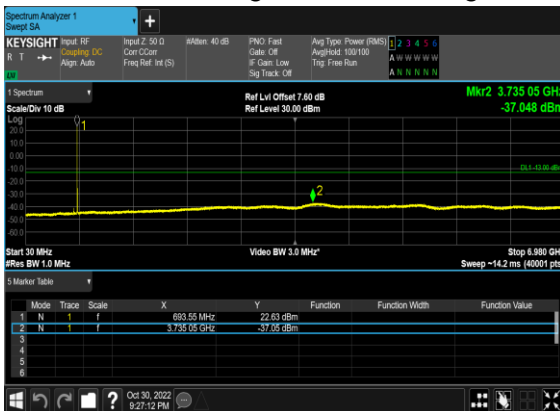 Spectrum Analyzer 1
Swept SA
KEYSIGHT Input: RF Input Z: 50 Ω #Atten: 40 dB PNO: Fast Avg Type: Power (RMS) 1 2 3 4 5 6
R T Coupling: DC Corr CCorr Gate: Off Avg|Hold: 100/100 A W W W W W
Align: Auto Freq Ref: Int (S) IF Gain: Low Trig: Free Run
LV Sig Track: Off A N N N N N
1 Spectrum Ref Lvl Offset 7.60 dB Mkr2 3.735 05 GHz
Scale/Div 10 dB Ref Level 30.00 dBm -37.048 dBm
Log
20.0
1
10.0
0.00
-10.0
DL1 -13.00 dBm
-20.0
-30.0
2
-40.0
-50.0
-60.0
Start 30 MHz Video BW 3.0 MHz* Stop 6.980 GHz
#Res BW 1.0 MHz Sweep ~14.2 ms (40001 pts)
5 Marker Table
Mode Trace Scale X Y Function Function Width Function Value
1 N 1 f 693.55 MHz 22.63 dBm
2 N 1 f 3.735 05 GHz -37.05 dBm
3
4
5
6
? Oct 30, 2022
9:27:12 PM